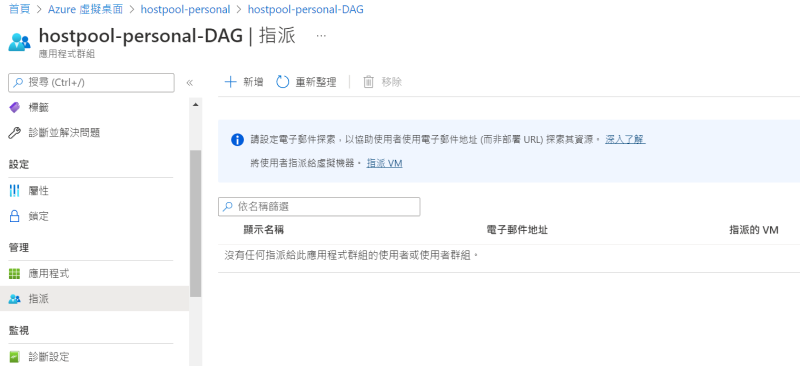 首頁 > Azure 虛擬桌面 > hostpool-personal > hostpool-personal-DAG
hostpool-personal-DAG | 指派 ...
應用程式群組
搜尋 (Ctrl+/) «
標籤
診斷並解決問題
設定
屬性
鎖定
管理
應用程式
指派
監視
診斷設定
新增 重新整理 移除
請設定電子郵件探索，以協助使用者使用電子郵件地址 (而非部署 URL) 探索其資源。 深入了解
將使用者指派給虛擬機器。 指派 VM
依名稱篩選
顯示名稱 電子郵件地址 指派的 VM
沒有任何指派給此應用程式群組的使用者或使用者群組。